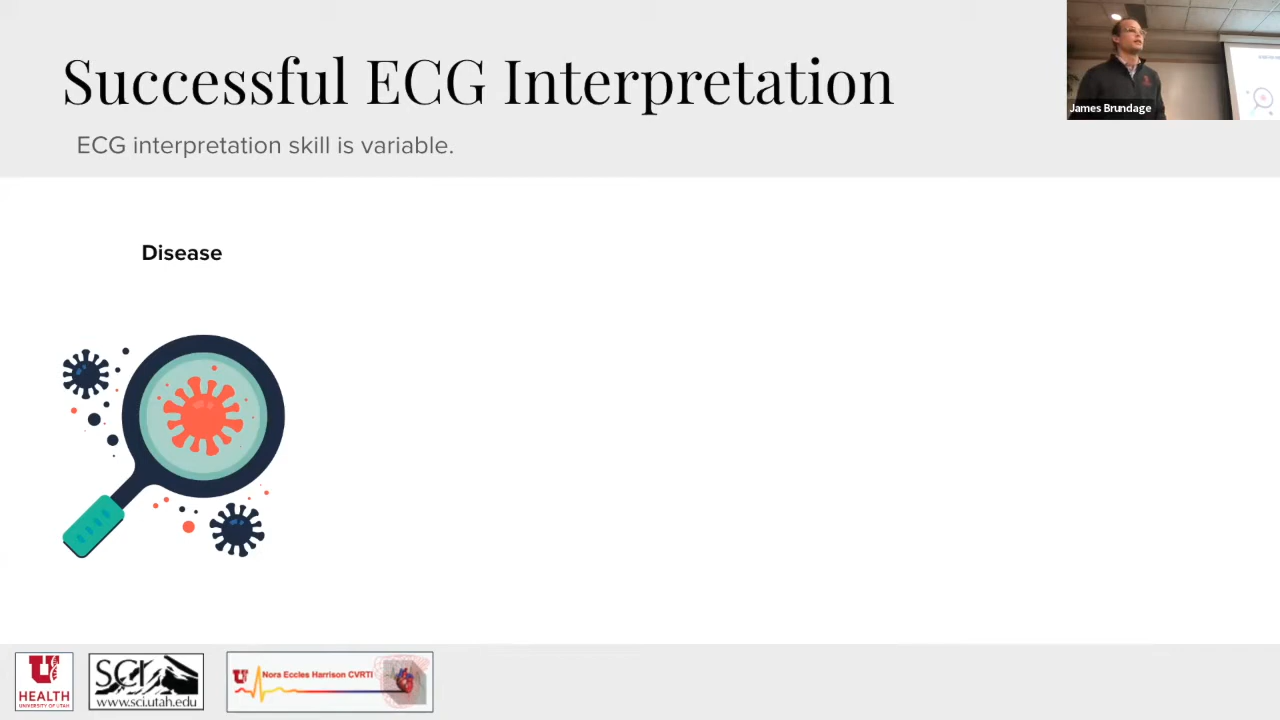 Successful ECG Interpretation
ECG interpretation skill is variable.
James Brundage
Disease
U
HEALTH
UNIVERSITY OF UTAH
SCI
www.sci.utah.edu
U
Nora Eccles Harrison CVRTI